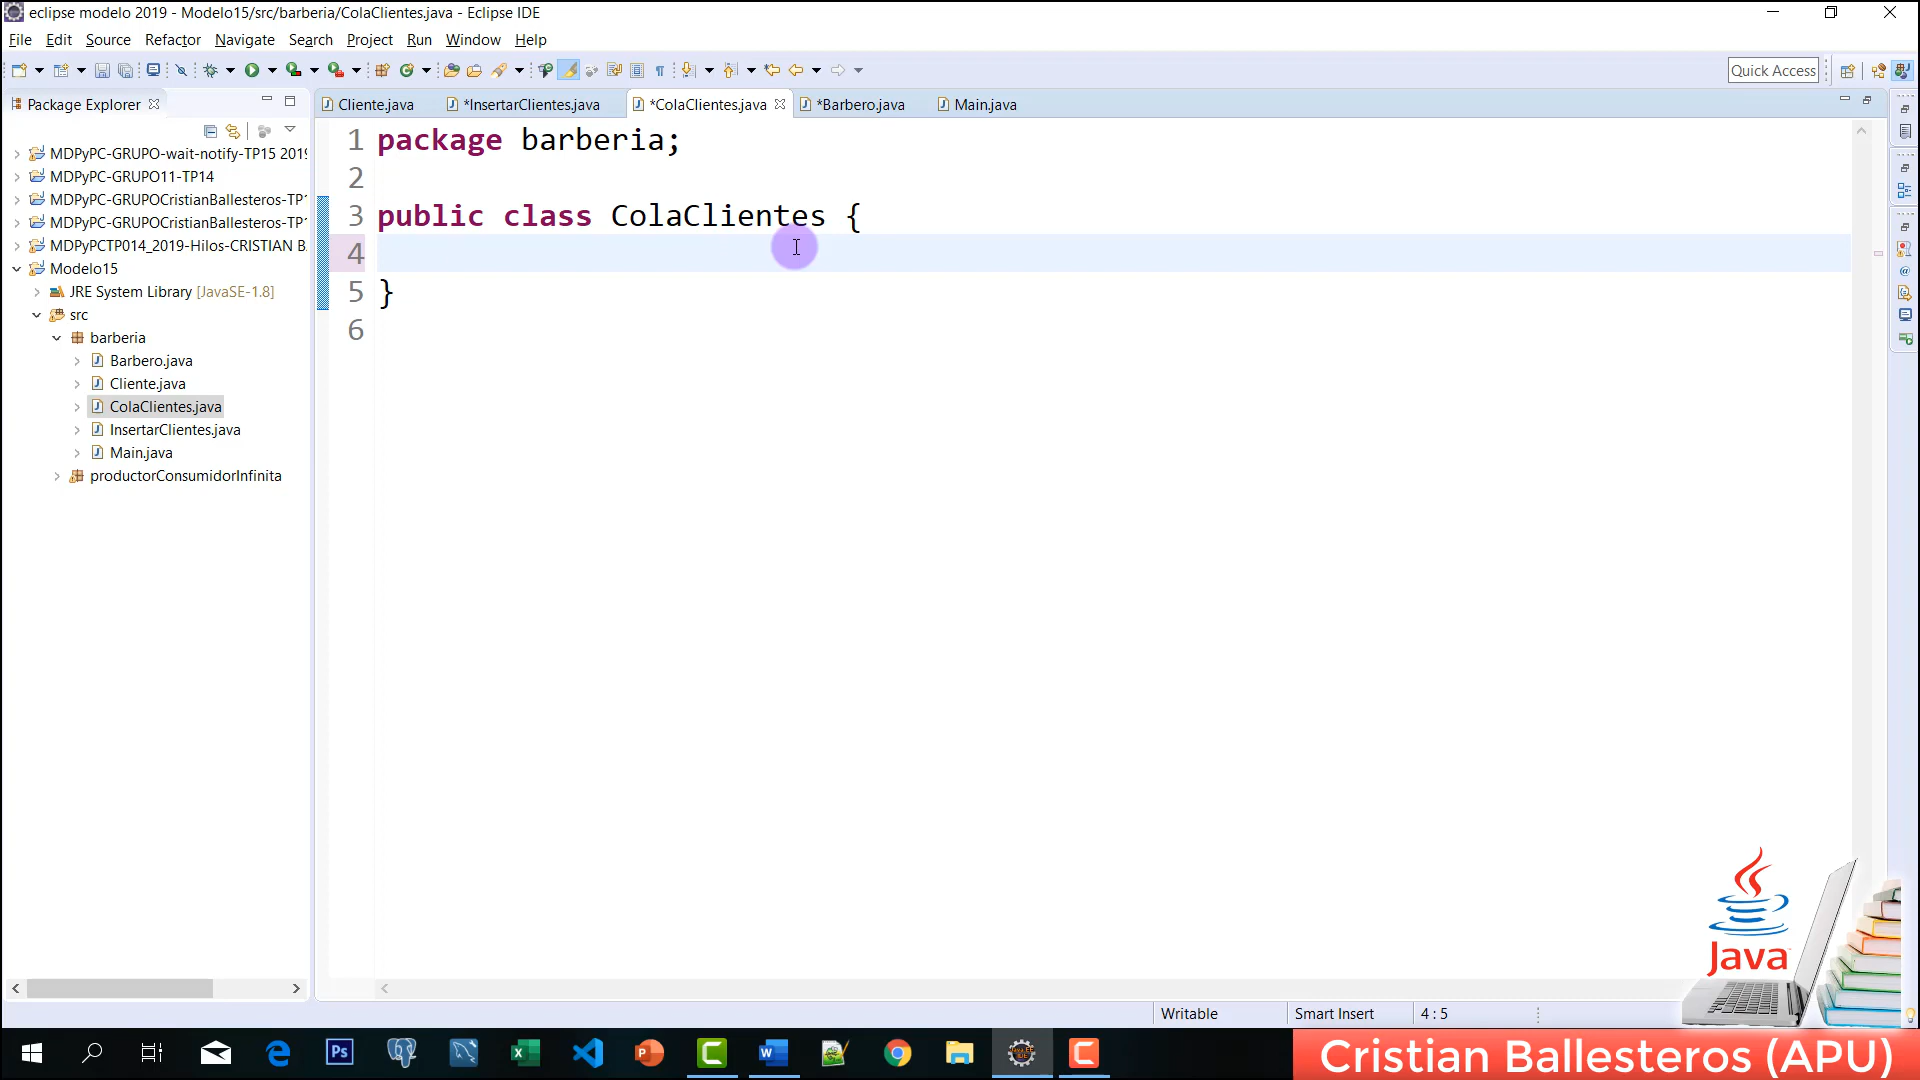 eclipse modelo 2019 - Modelo15/src/barberia/ColaClientes.java - Eclipse IDE
File Edit Source Refactor Navigate Search Project Run Window Help
Quick Access
Package Explorer
Cliente.java *InsertarClientes.java *ColaClientes.java *Barbero.java Main.java
MDPyPC-GRUPO-wait-notify-TP15 2019
MDPyPC-GRUPO11-TP14
MDPyPC-GRUPOCristianBallesteros-TP1
MDPyPC-GRUPOCristianBallesteros-TP1
MDPyPCTP014_2019-Hilos-CRISTIAN BA
Modelo15
JRE System Library [JavaSE-1.8]
src
barberia
Barbero.java
Cliente.java
ColaClientes.java
InsertarClientes.java
Main.java
productorConsumidorInfinita
1 package barberia;
2
3 public class ColaClientes {
4
5 }
6
Java
Writable Smart Insert 4 : 5
Cristian Ballesteros (APU)